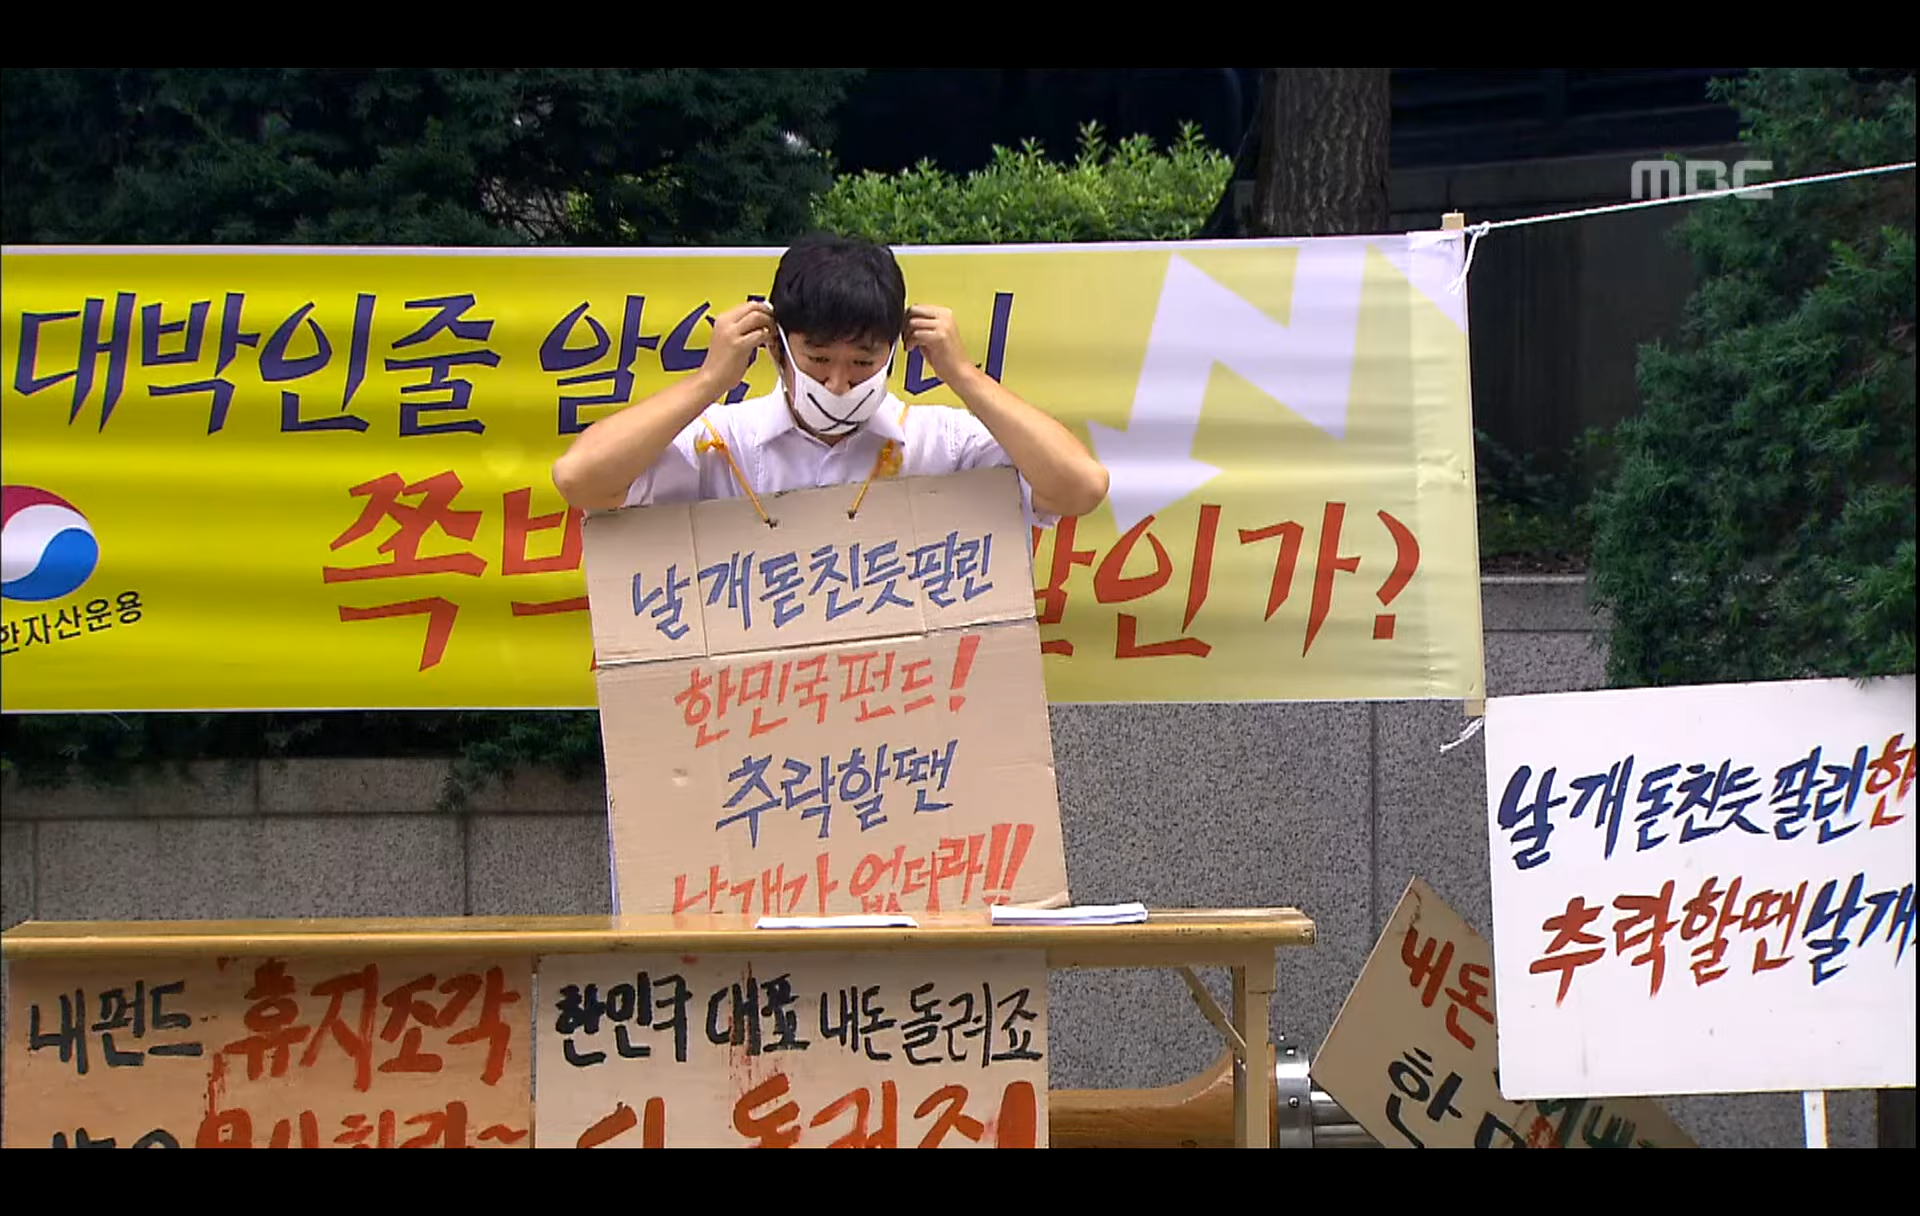 MBC
대박인줄
쪽 인가?
한자산운용
날개돋친듯팔린
한민국펀드!
추락할땐
날개가 없더라!!
날개돋친듯팔린한
추락할땐날개
내펀드 휴지조각
한민국 대표 내돈돌려죠
내돈
한